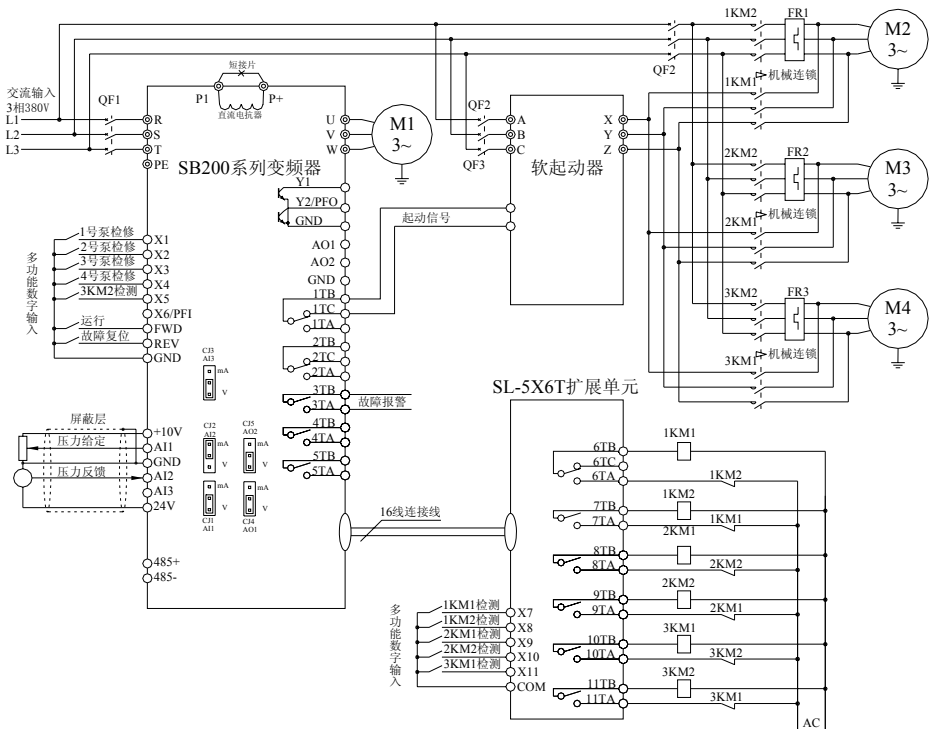 1KM2
FR1
M2
3~
QF2
机械连锁
1KM1
交流输入
3相380V
L1
L2
L3
QF1
短接片
P1
P+
直流电抗器
R
S
T
PE
U
V
W
M1
3~
SB200系列变频器
QF2
QF3
A
B
C
X
Y
Z
软起动器
2KM2
FR2
M3
3~
机械连锁
2KM1
Y1
Y2/PFO
GND
起动信号
AO1
AO2
GND
多功能数字输入
1号泵检修
2号泵检修
3号泵检修
4号泵检修
3KM2检测
运行
故障复位
X1
X2
X3
X4
X5
X6/PFI
FWD
REV
GND
1TB
1TC
1TA
2TB
2TC
2TA
3TB
3TA
故障报警
4TB
4TA
5TB
5TA
3KM2
FR3
M4
3~
机械连锁
3KM1
CJ3
AI3
mA
V
CJ2
AI2
mA
V
CJ5
AO2
mA
V
mA
V
CJ1
AI1
mA
V
CJ4
AO1
屏蔽层
压力给定
压力反馈
+10V
AI1
GND
AI2
AI3
24V
485+
485-
16线连接线
SL-5X6T扩展单元
6TB
6TC
6TA
7TB
7TA
8TB
8TA
9TB
9TA
10TB
10TA
11TB
11TA
1KM1
1KM2
1KM2
1KM1
2KM1
2KM2
2KM2
2KM1
3KM1
3KM2
3KM2
3KM1
AC
多功能数字输入
1KM1检测
1KM2检测
2KM1检测
2KM2检测
3KM1检测
X7
X8
X9
X10
X11
COM